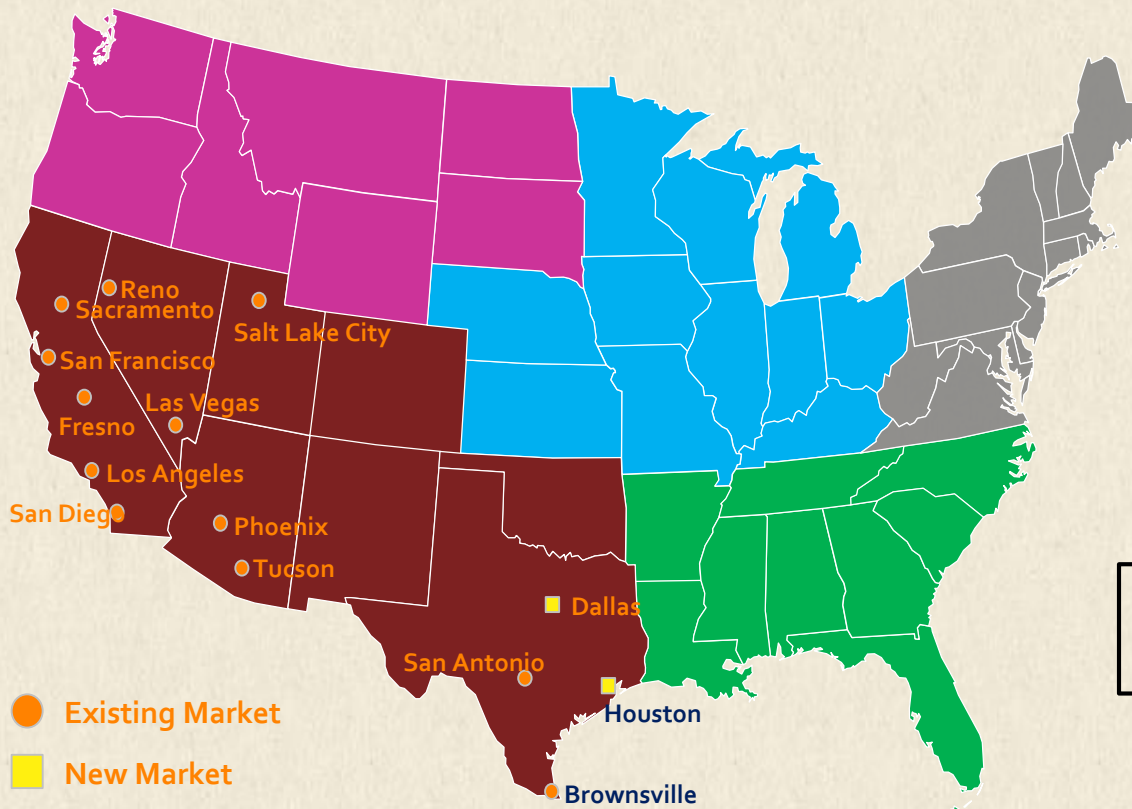 Reno
Sacramento
Salt Lake City
San Francisco
Las Vegas
Fresno
Los Angeles
San Diego
Phoenix
Tucson
Dallas
San Antonio
Houston
Existing Market
New Market
Brownsville